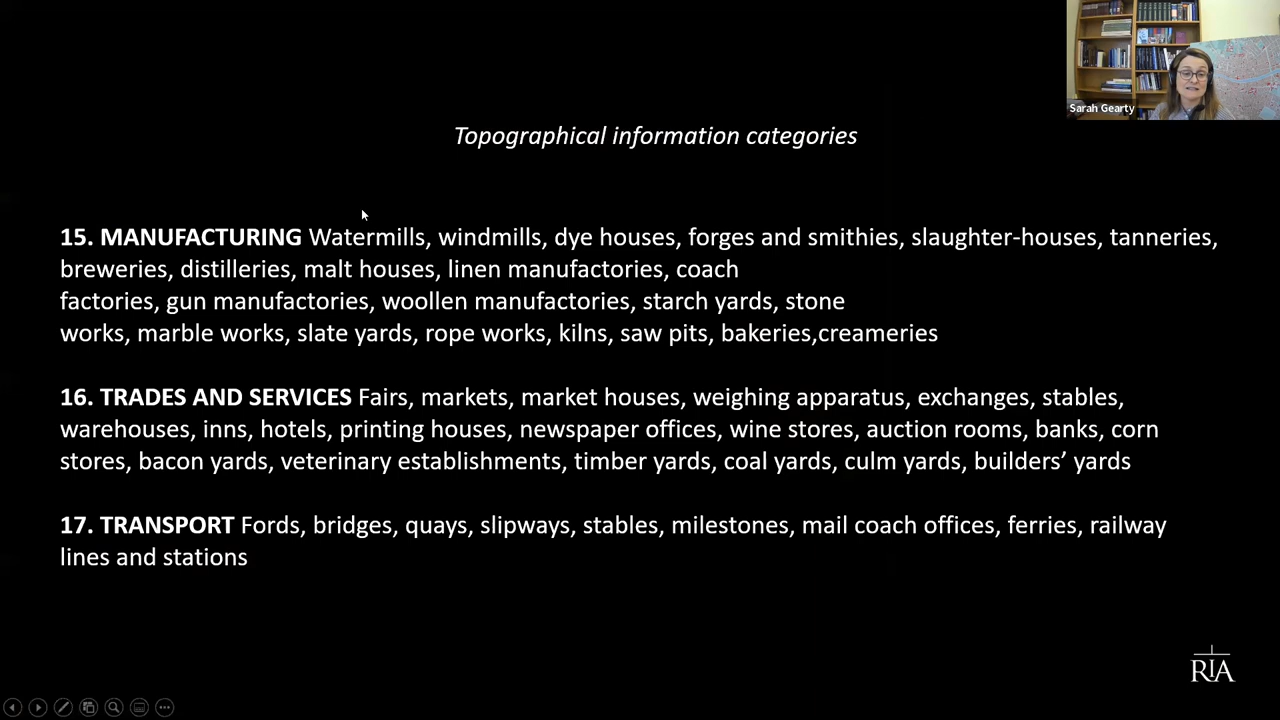 Sarah Gearty
Topographical information categories
15. MANUFACTURING Watermills, windmills, dye houses, forges and smithies, slaughter-houses, tanneries,
breweries, distilleries, malt houses, linen manufactories, coach
factories, gun manufactories, woollen manufactories, starch yards, stone
works, marble works, slate yards, rope works, kilns, saw pits, bakeries,creameries
16. TRADES AND SERVICES Fairs, markets, market houses, weighing apparatus, exchanges, stables,
warehouses, inns, hotels, printing houses, newspaper offices, wine stores, auction rooms, banks, corn
stores, bacon yards, veterinary establishments, timber yards, coal yards, culm yards, builders’ yards
17. TRANSPORT Fords, bridges, quays, slipways, stables, milestones, mail coach offices, ferries, railway
lines and stations
RIA